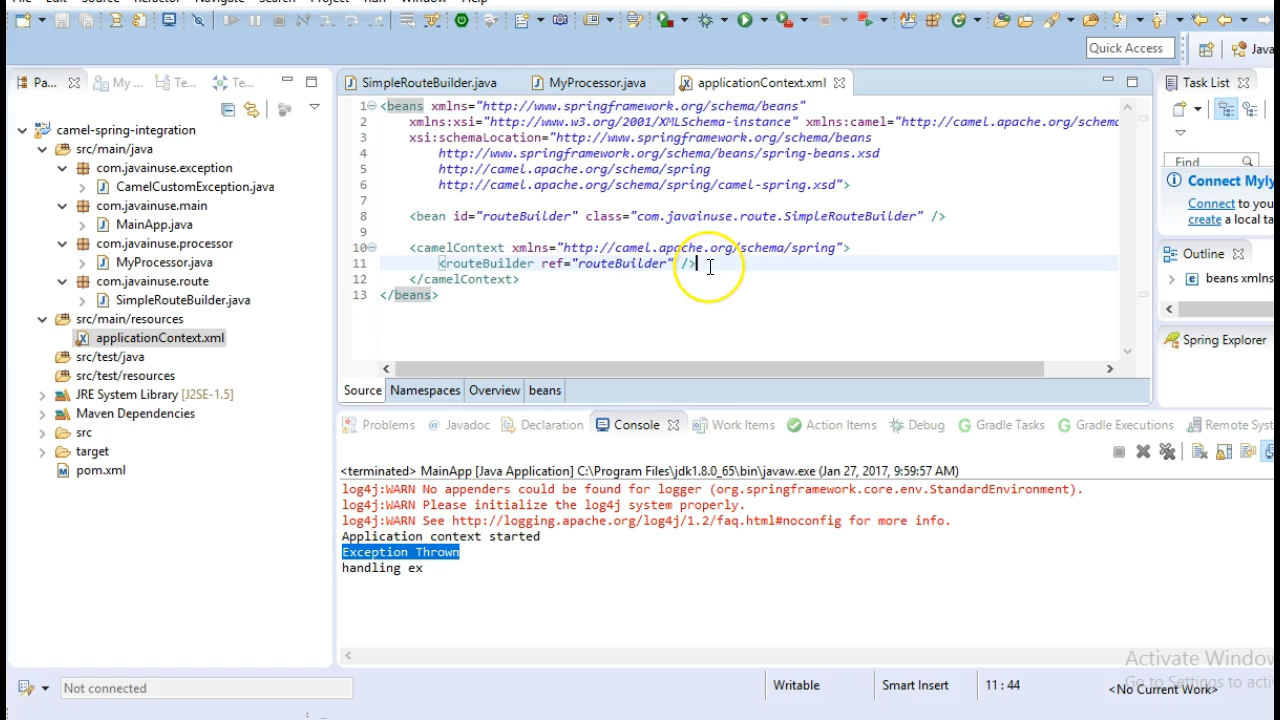 Quick Access
Java
Pa...
My ...
Te...
Te...
SimpleRouteBuilder.java
MyProcessor.java
applicationContext.xml
Task List
camel-spring-integration
src/main/java
com.javainuse.exception
CamelCustomException.java
com.javainuse.main
MainApp.java
com.javainuse.processor
MyProcessor.java
com.javainuse.route
SimpleRouteBuilder.java
src/main/resources
applicationContext.xml
src/test/java
src/test/resources
JRE System Library [J2SE-1.5]
Maven Dependencies
src
target
pom.xml
1 <beans xmlns="http://www.springframework.org/schema/beans"
2 xmlns:xsi="http://www.w3.org/2001/XMLSchema-instance" xmlns:camel="http://camel.apache.org/schema
3 xsi:schemaLocation="http://www.springframework.org/schema/beans
4 http://www.springframework.org/schema/beans/spring-beans.xsd
5 http://camel.apache.org/schema/spring
6 http://camel.apache.org/schema/spring/camel-spring.xsd">
7
8 <bean id="routeBuilder" class="com.javainuse.route.SimpleRouteBuilder" />
9
10 <camelContext xmlns="http://camel.apache.org/schema/spring">
11 <routeBuilder ref="routeBuilder" />
12 </camelContext>
13 </beans>
Source Namespaces Overview beans
Find
Connect Myly
Connect to you
create a local ta
Outline
beans xmlns
Spring Explorer
Problems
Javadoc
Declaration
Console
Work Items
Action Items
Debug
Gradle Tasks
Gradle Executions
Remote Syst
<terminated> MainApp [Java Application] C:\Program Files\jdk1.8.0_65\bin\javaw.exe (Jan 27, 2017, 9:59:57 AM)
log4j:WARN No appenders could be found for logger (org.springframework.core.env.StandardEnvironment).
log4j:WARN Please initialize the log4j system properly.
log4j:WARN See http://logging.apache.org/log4j/1.2/faq.html#noconfig for more info.
Application context started
Exception Thrown
handling ex
Activate Window
Go to Settings to acti
Not connected
Writable
Smart Insert
11 : 44
<No Current Work>